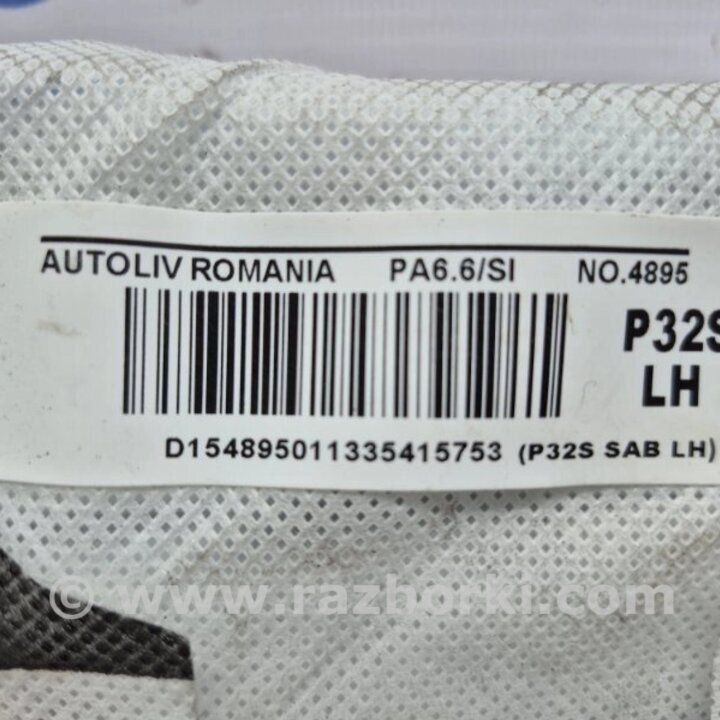 AUTOLIV ROMANIA PA6.6/SI NO.4895
P32S
LH
D154895011335415753 (P32S SAB LH)
© www.razborki.com